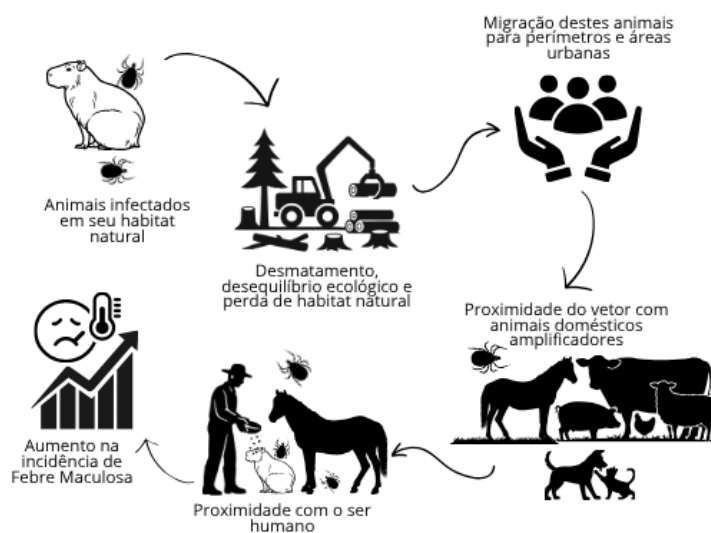 Animais infectados
em seu habitat
natural
Desmatamento,
desequilíbrio ecológico e
perda de habitat natural
Migração destes animais
para perímetros e áreas
urbanas
Proximidade do vetor com
animais domésticos
amplificadores
Proximidade com o ser
humano
Aumento na
incidência de
Febre Maculosa